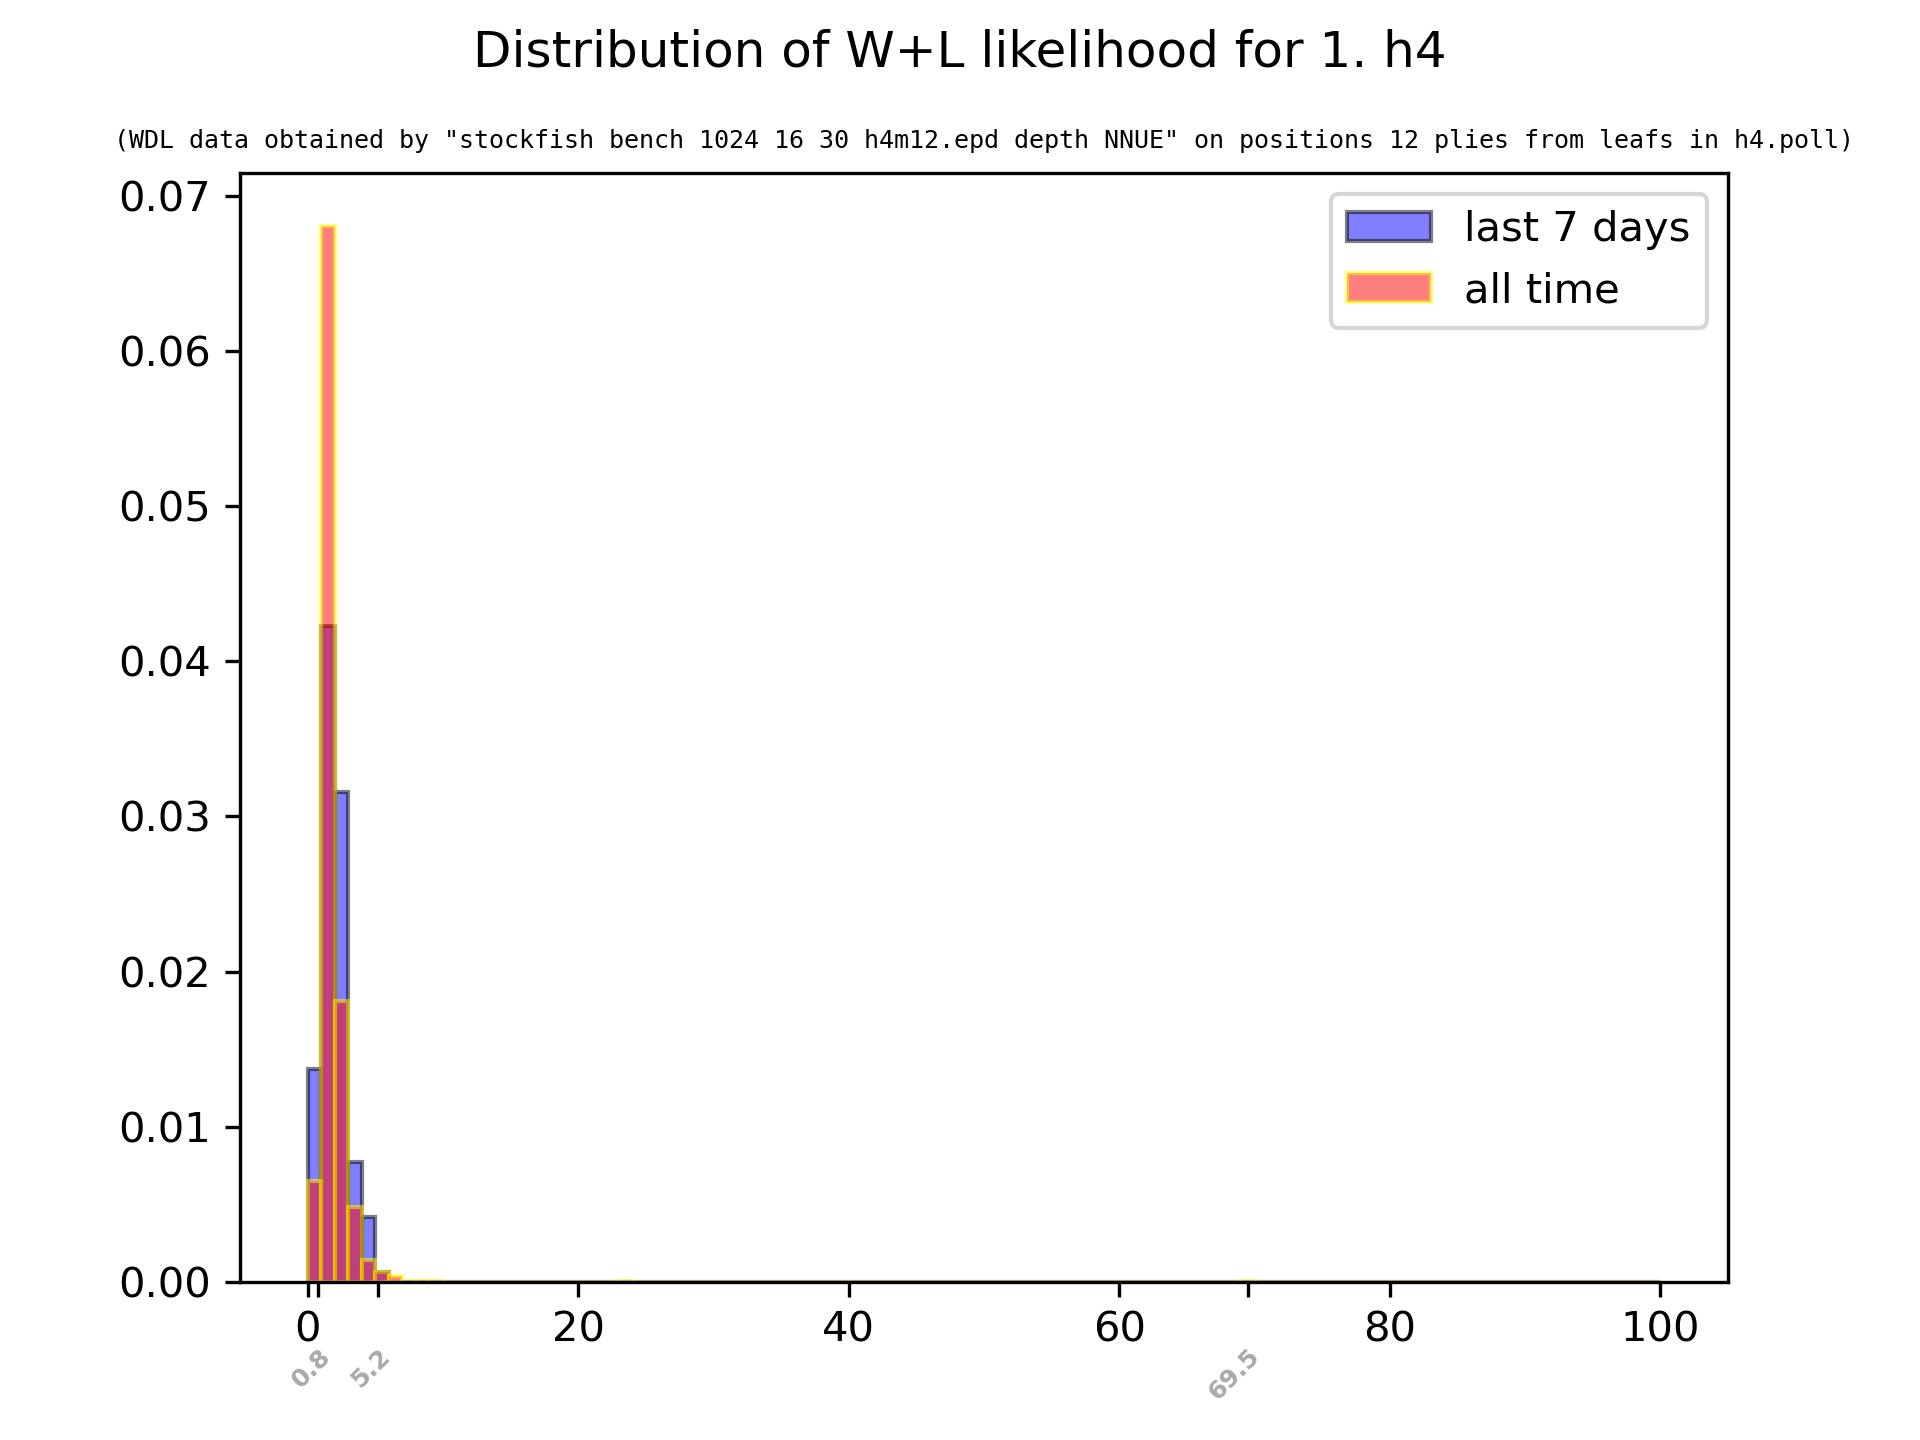 Distribution of W+L likelihood for 1. h4
(WDL data obtained by "stockfish bench 1024 16 30 h4m12.epd depth NNUE" on positions 12 plies from leafs in h4.poll)
last 7 days
all time
0.07
0.06
0.05
0.04
0.03
0.02
0.01
0.00
0 20 40 60 80 100
0.8 5.2 69.5